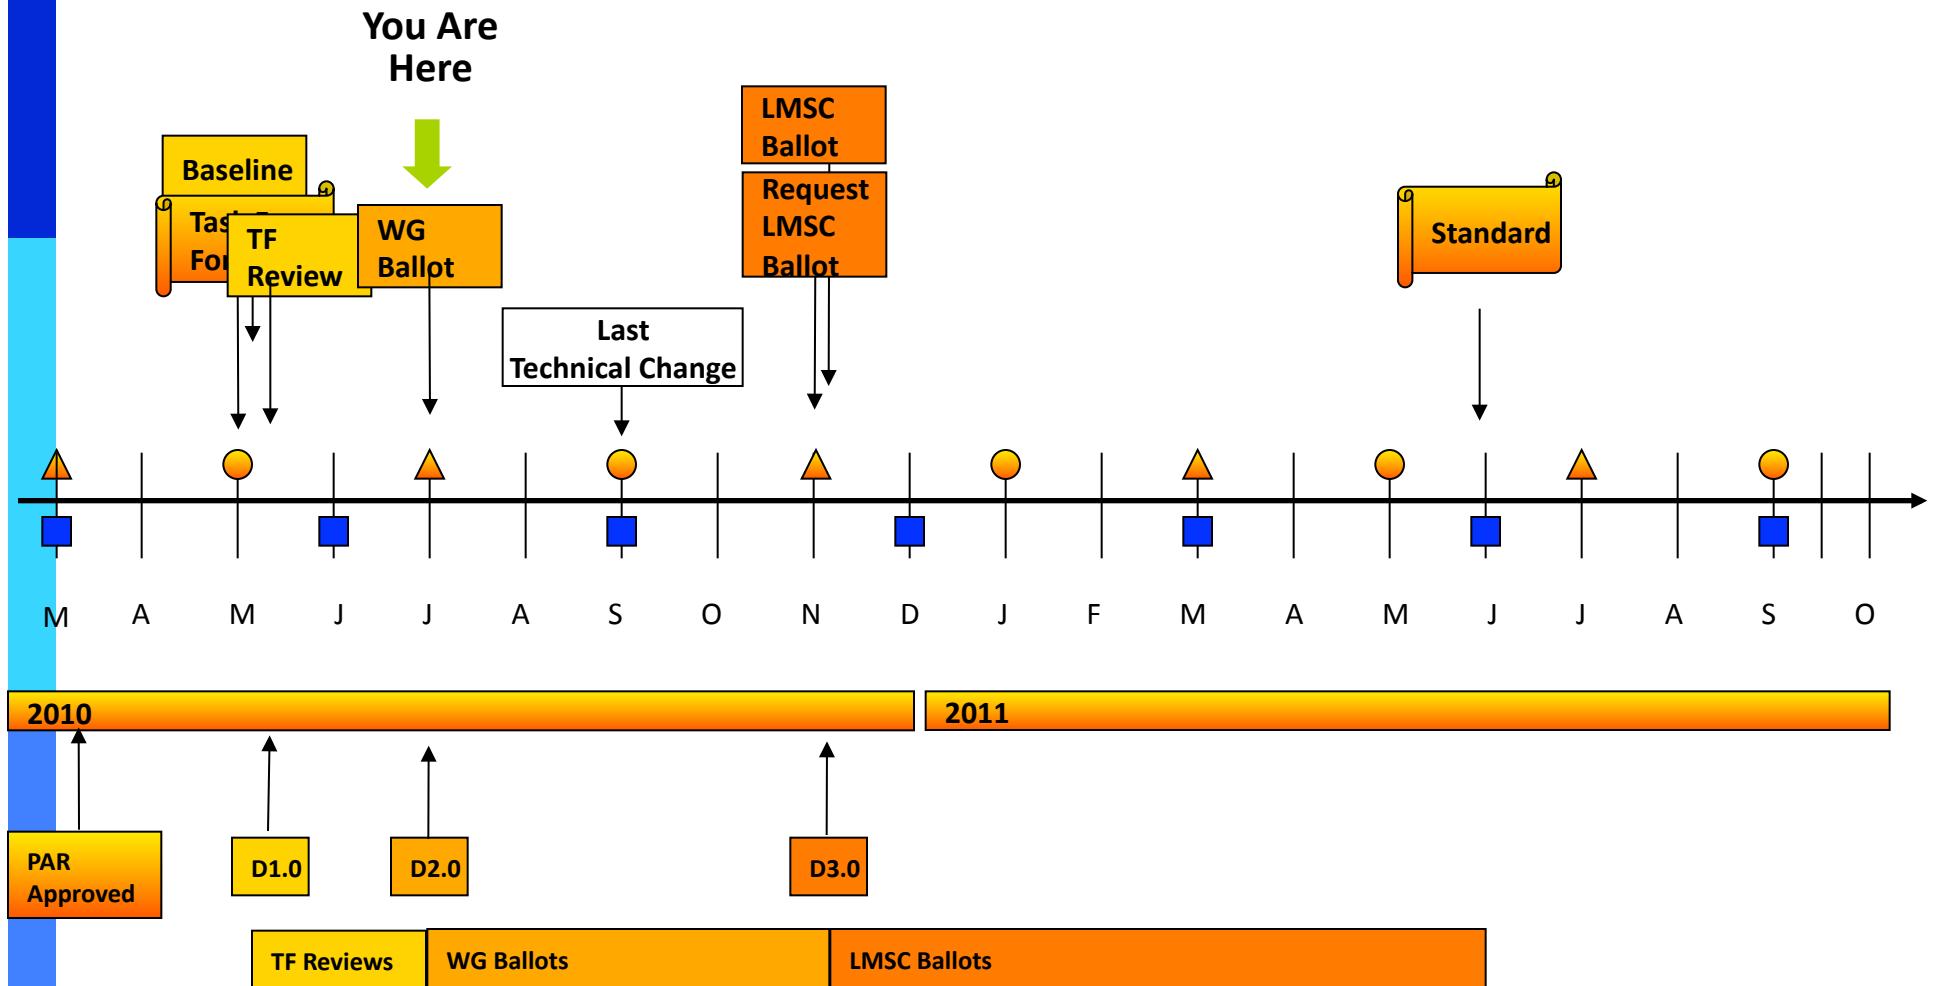 You Are
Here
LMSC
Ballot
Baseline
Request
LMSC
Ballot
TF
Review
WG
Ballot
Standard
Last
Technical Change
M A M J J A S O N D J F M A M J J A S O
2010 2011
PAR
Approved
D1.0 D2.0 D3.0
TF Reviews WG Ballots LMSC Ballots